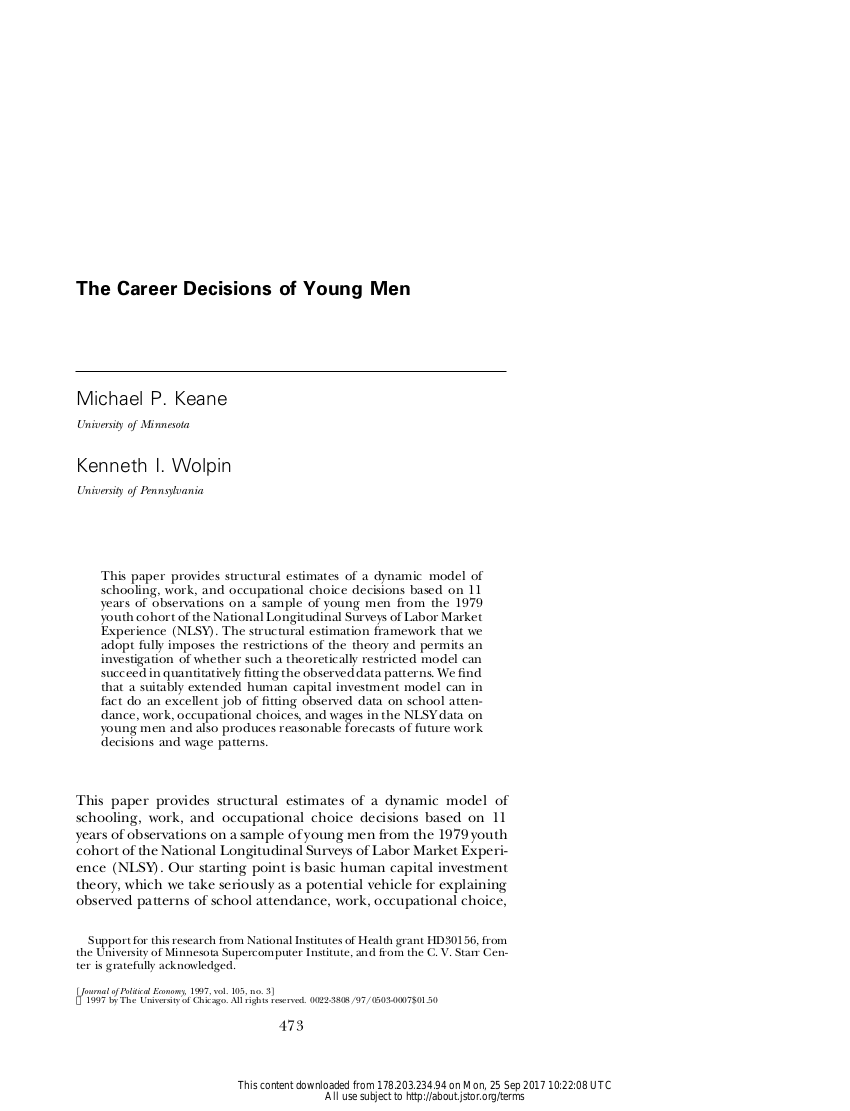 The Career Decisions of Young Men
Michael P. Keane
University of Minnesota
Kenneth I. Wolpin
University of Pennsylvania
This paper provides structural estimates of a dynamic model of
schooling, work, and occupational choice decisions based on 11
years of observations on a sample of young men from the 1979
youth cohort of the National Longitudinal Surveys of Labor Market
Experience (NLSY). The structural estimation framework that we
adopt fully imposes the restrictions of the theory and permits an
investigation of whether such a theoretically restricted model can
succeed in quantitatively fitting the observed data patterns. We find
that a suitably extended human capital investment model can in
fact do an excellent job of fitting observed data on school atten-
dance, work, occupational choices, and wages in the NLSY data on
young men and also produces reasonable forecasts of future work
decisions and wage patterns.
This paper provides structural estimates of a dynamic model of
schooling, work, and occupational choice decisions based on 11
years of observations on a sample of young men from the 1979 youth
cohort of the National Longitudinal Surveys of Labor Market Experi-
ence (NLSY). Our starting point is basic human capital investment
theory, which we take seriously as a potential vehicle for explaining
observed patterns of school attendance, work, occupational choice,
Support for this research from National Institutes of Health grant HD30156, from
the University of Minnesota Supercomputer Institute, and from the C. V. Starr Cen-
ter is gratefully acknowledged.
[Journal of Political Economy, 1997, vol. 105, no. 3]
1997 by The University of Chicago. All rights reserved. 0022-3808/97/0503-0007$01.50
473
This content downloaded from 178.203.234.94 on Mon, 25 Sep 2017 10:22:08 UTC
All use subject to http://about.jstor.org/terms